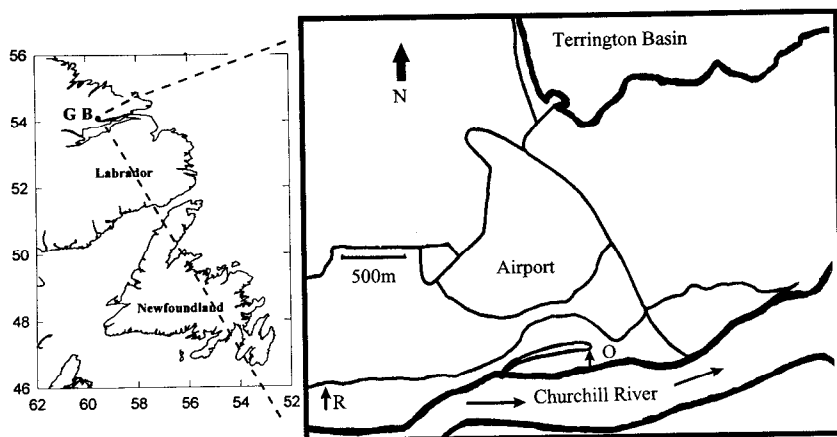 56
54
52
50
48
46
62 60 58 56 54 52
G B
Labrador
Newfoundland
Terrington Basin
N
500m
Airport
O
R
Churchill River